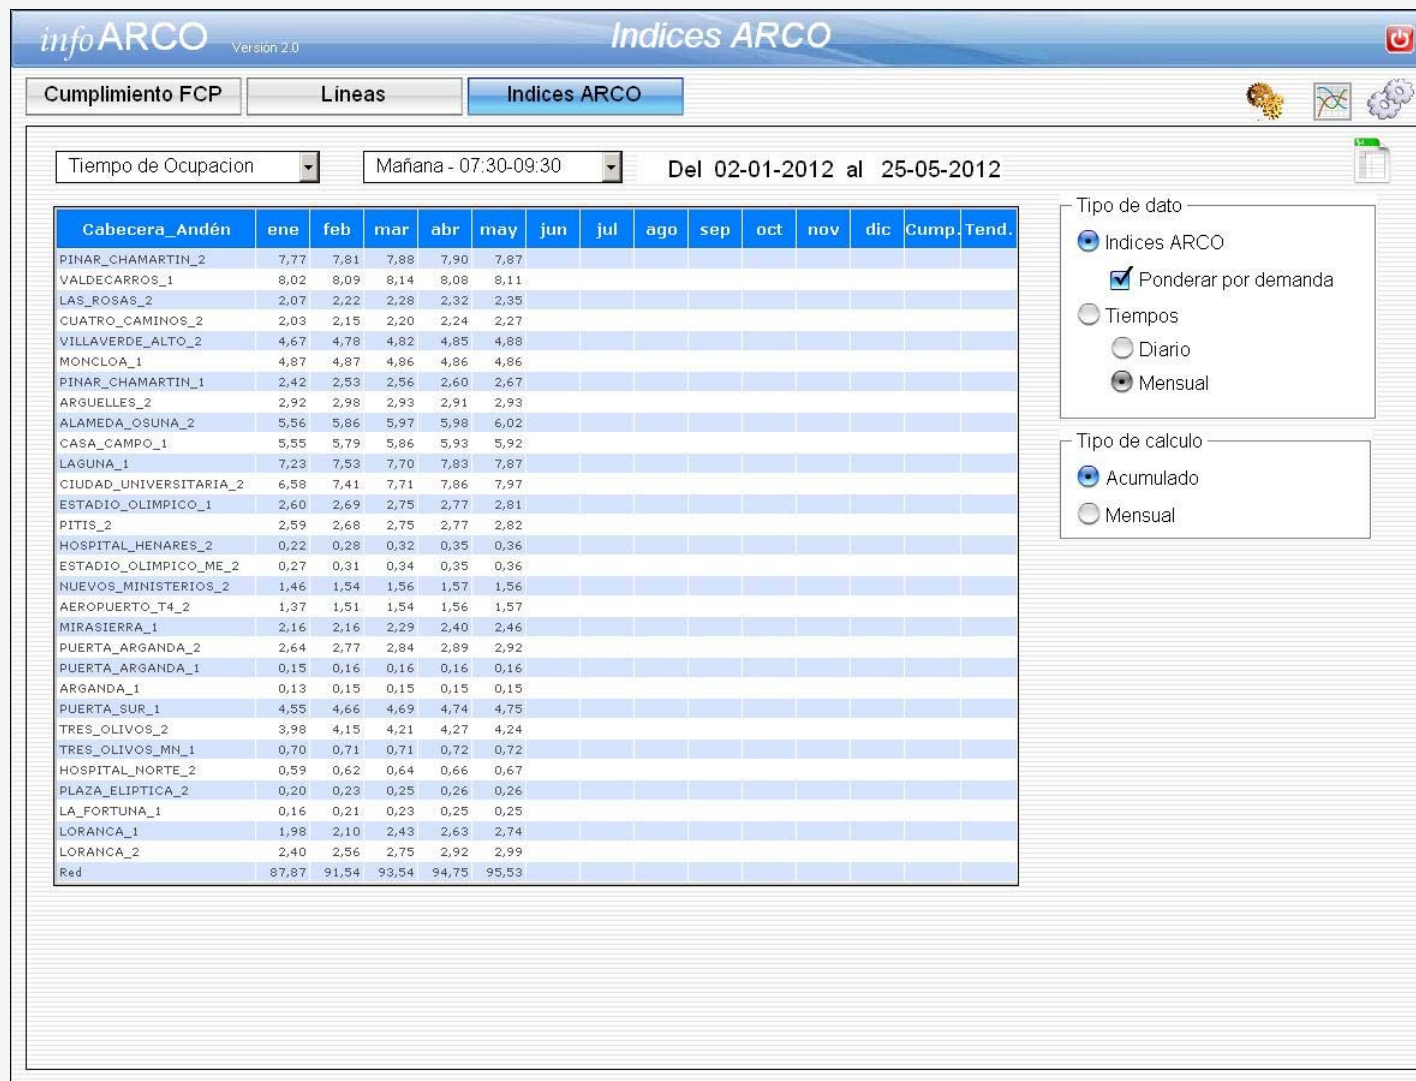 info ARCO Versión 2.0 Indices ARCO
Cumplimiento FCP Líneas Indices ARCO
Tiempo de Ocupacion Mañana - 07:30-09:30 Del 02-01-2012 al 25-05-2012
Cabecera_Andén ene feb mar abr may jun jul ago sep oct nov dic Cump. Tend.
PINAR_CHAMARTIN_2 7,77 7,81 7,88 7,90 7,87
VALDECARROS_1 8,02 8,09 8,14 8,08 8,11
LAS_ROSAS_2 2,07 2,22 2,28 2,32 2,35
CUATRO_CAMINOS_2 2,03 2,15 2,20 2,24 2,27
VILLAVERDE_ALTO_2 4,67 4,78 4,82 4,85 4,88
MONCLOA_1 4,87 4,87 4,86 4,86 4,86
PINAR_CHAMARTIN_1 2,42 2,53 2,56 2,60 2,67
ARGUELLES_2 2,92 2,98 2,93 2,91 2,93
ALAMEDA_OSUNA_2 5,56 5,86 5,97 5,98 6,02
CASA_CAMPO_1 5,55 5,79 5,86 5,93 5,92
LAGUNA_1 7,23 7,53 7,70 7,83 7,87
CIUDAD_UNIVERSITARIA_2 6,58 7,41 7,71 7,86 7,97
ESTADIO_OLIMPICO_1 2,60 2,69 2,75 2,77 2,81
PITIS_2 2,59 2,68 2,75 2,77 2,82
HOSPITAL_HENARES_2 0,22 0,28 0,32 0,35 0,36
ESTADIO_OLIMPICO_ME_2 0,27 0,31 0,34 0,35 0,36
NUEVOS_MINISTERIOS_2 1,46 1,54 1,56 1,57 1,56
AEROPUERTO_T4_2 1,37 1,51 1,54 1,56 1,57
MIRASIERRA_1 2,16 2,16 2,29 2,40 2,46
PUERTA_ARGANDA_2 2,64 2,77 2,84 2,89 2,92
PUERTA_ARGANDA_1 0,15 0,16 0,16 0,16 0,16
ARGANDA_1 0,13 0,15 0,15 0,15 0,15
PUERTA_SUR_1 4,55 4,66 4,69 4,74 4,75
TRES_OLIVOS_2 3,98 4,15 4,21 4,27 4,24
TRES_OLIVOS_MN_1 0,70 0,71 0,71 0,72 0,72
HOSPITAL_NORTE_2 0,59 0,62 0,64 0,66 0,67
PLAZA_ELIPTICA_2 0,20 0,23 0,25 0,26 0,26
LA_FORTUNA_1 0,16 0,21 0,23 0,25 0,25
LORANCA_1 1,98 2,10 2,43 2,63 2,74
LORANCA_2 2,40 2,56 2,75 2,92 2,99
Red 87,87 91,54 93,54 94,75 95,53
Tipo de dato
Indices ARCO
Ponderar por demanda
Tiempos
Diario
Mensual
Tipo de calculo
Acumulado
Mensual